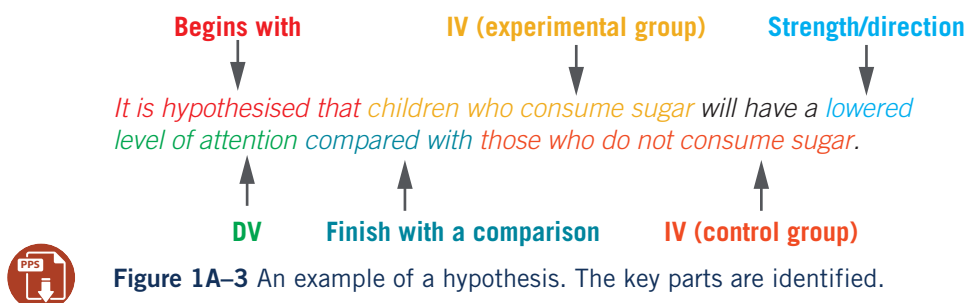 Begins with IV (experimental group) Strength/direction
It is hypothesised that children who consume sugar will have a lowered
level of attention compared with those who do not consume sugar.
DV Finish with a comparison IV (control group)
PPS
Figure 1A–3 An example of a hypothesis. The key parts are identified.